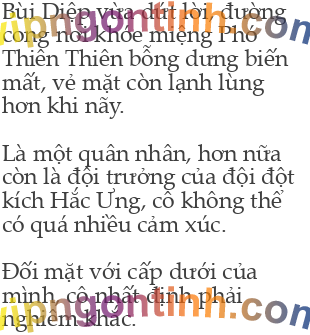 Bùi Diệp vừa dứt lời, đường
cong nơi khóe miệng Phó
Thiên Thiên bỗng dưng biến
mất, vẻ mặt còn lạnh lùng
hơn khi nãy.
Là một quân nhân, hơn nữa
còn là đội trưởng của đội đột
kích Hắc Ưng, cô không thể
có quá nhiều cảm xúc.
Đối mặt với cấp dưới của
mình, cô nhất định phải
nghiêm khắc.
vipngontinh.com
vipngontinh.com